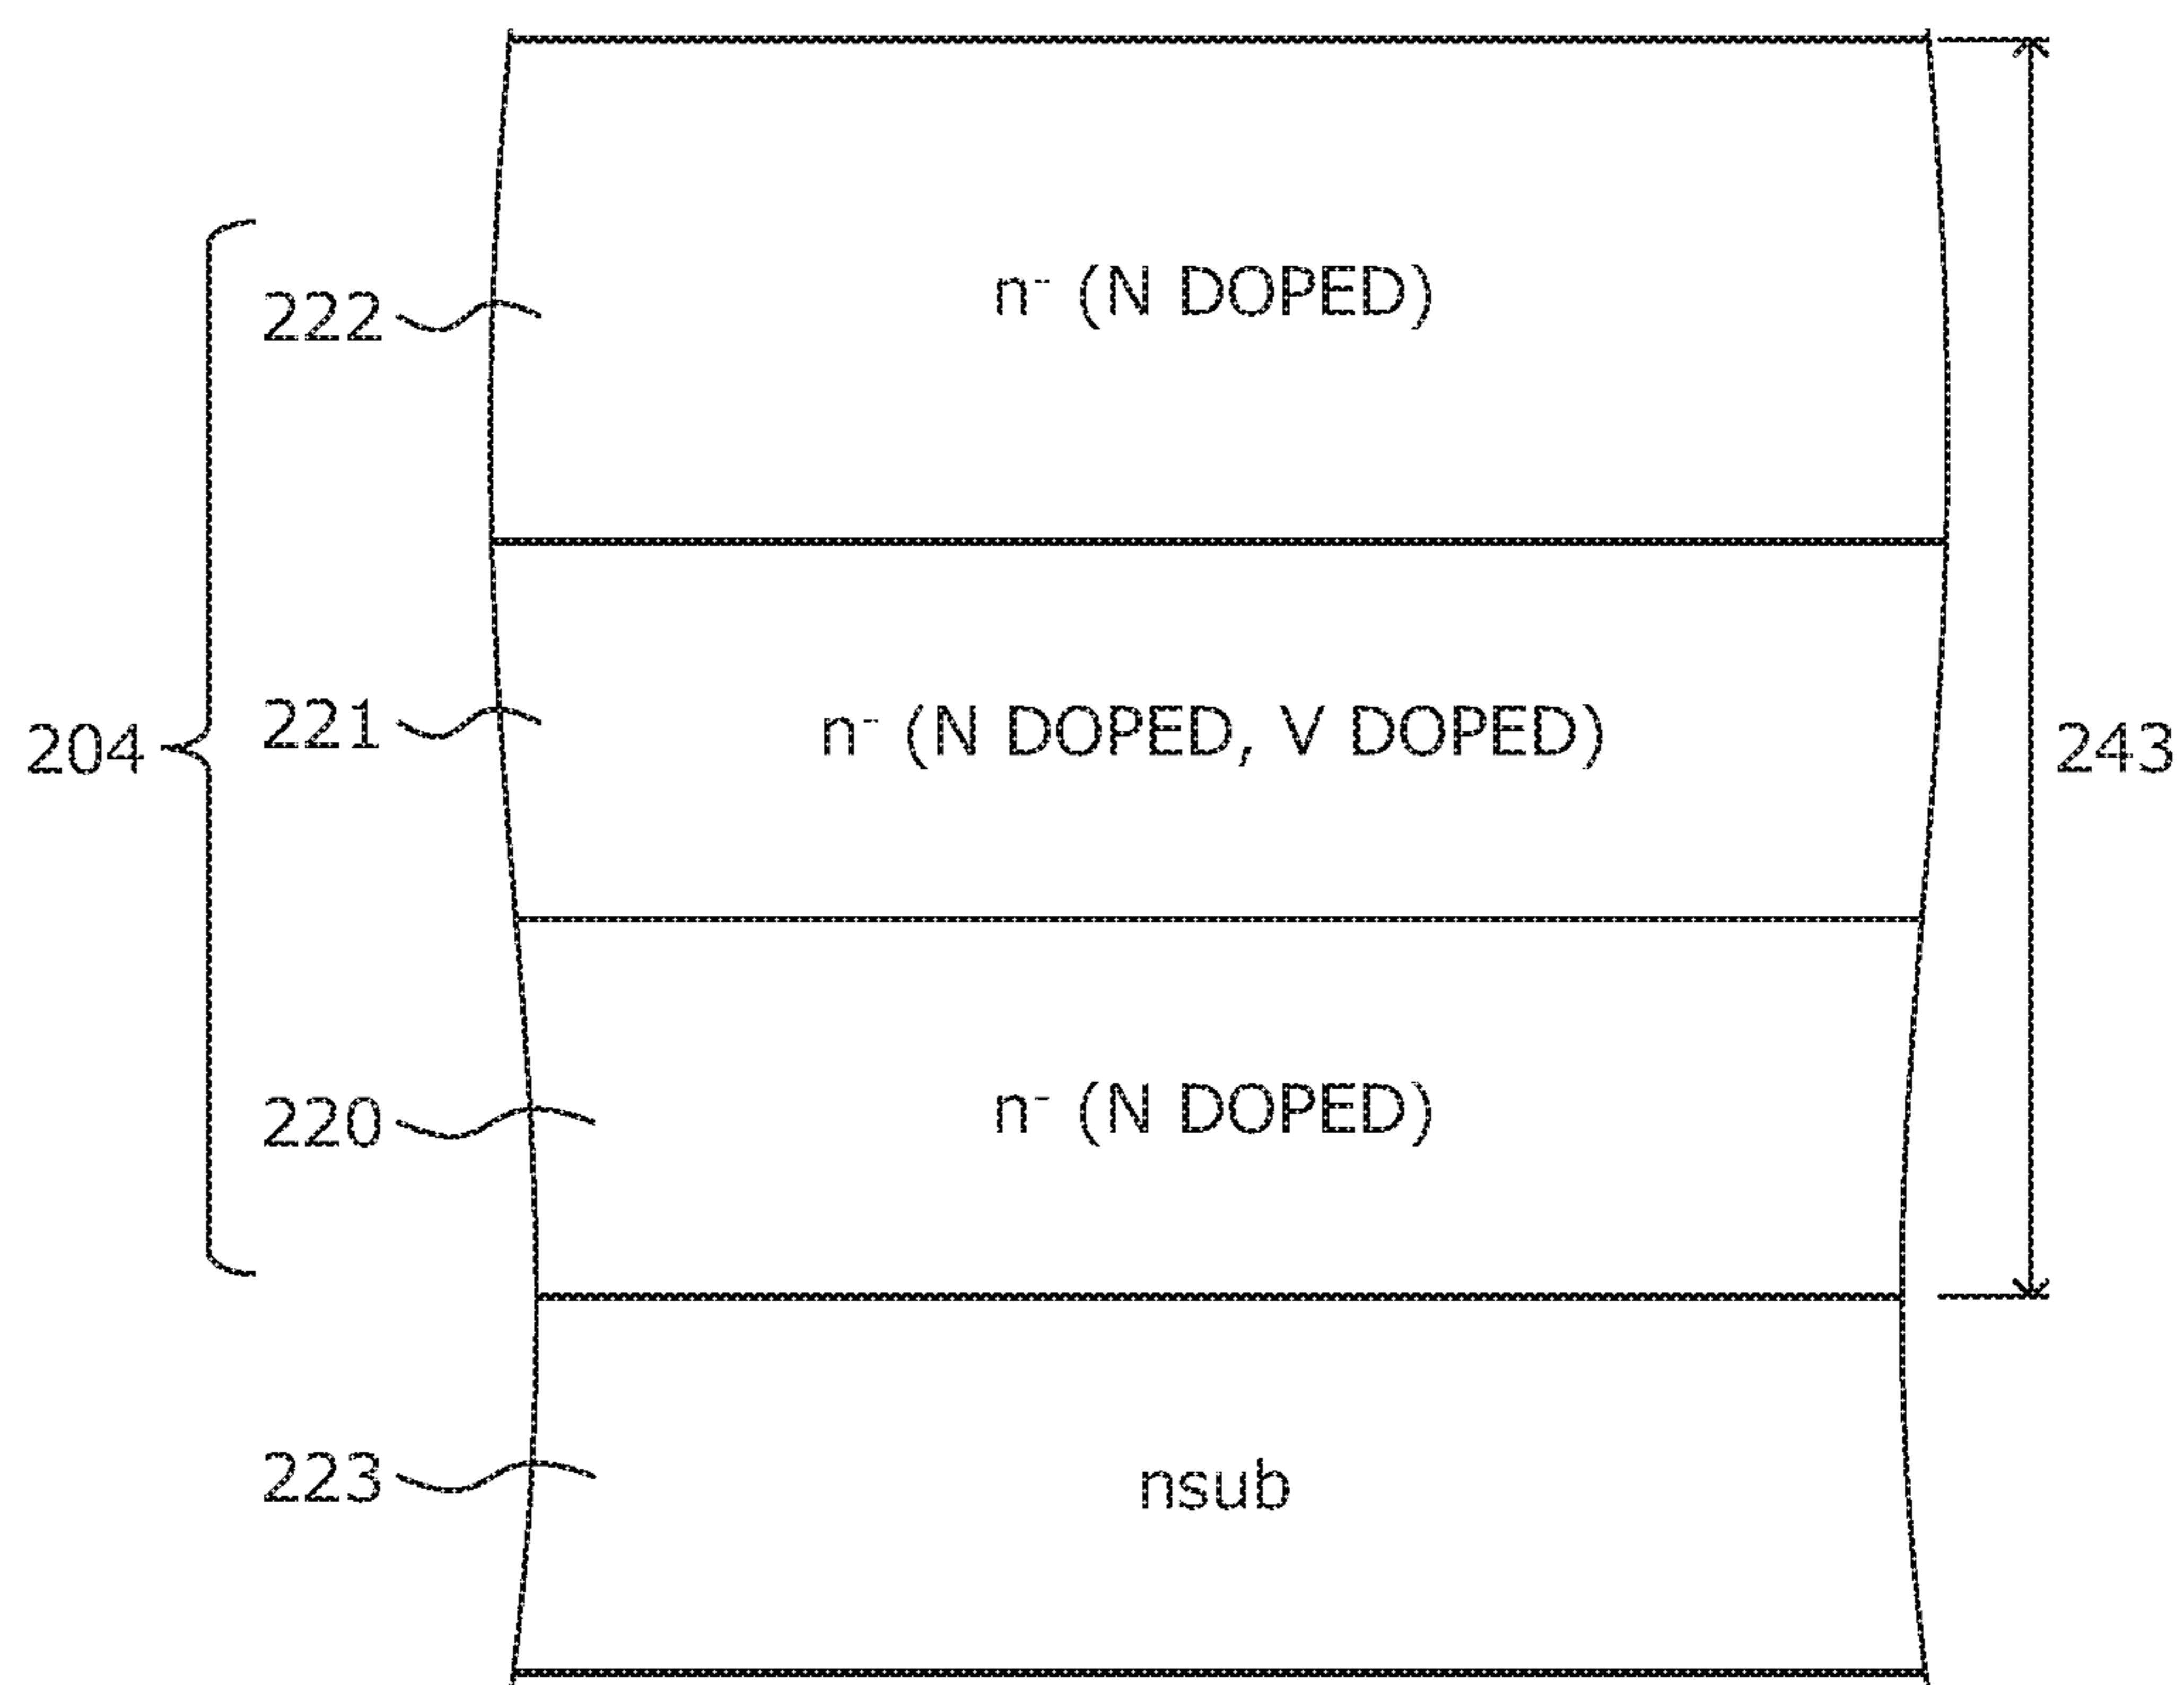 n⁻ (N DOPED)
222
n⁻ (N DOPED, V DOPED)
221
204
243
n⁻ (N DOPED)
220
nsub
223